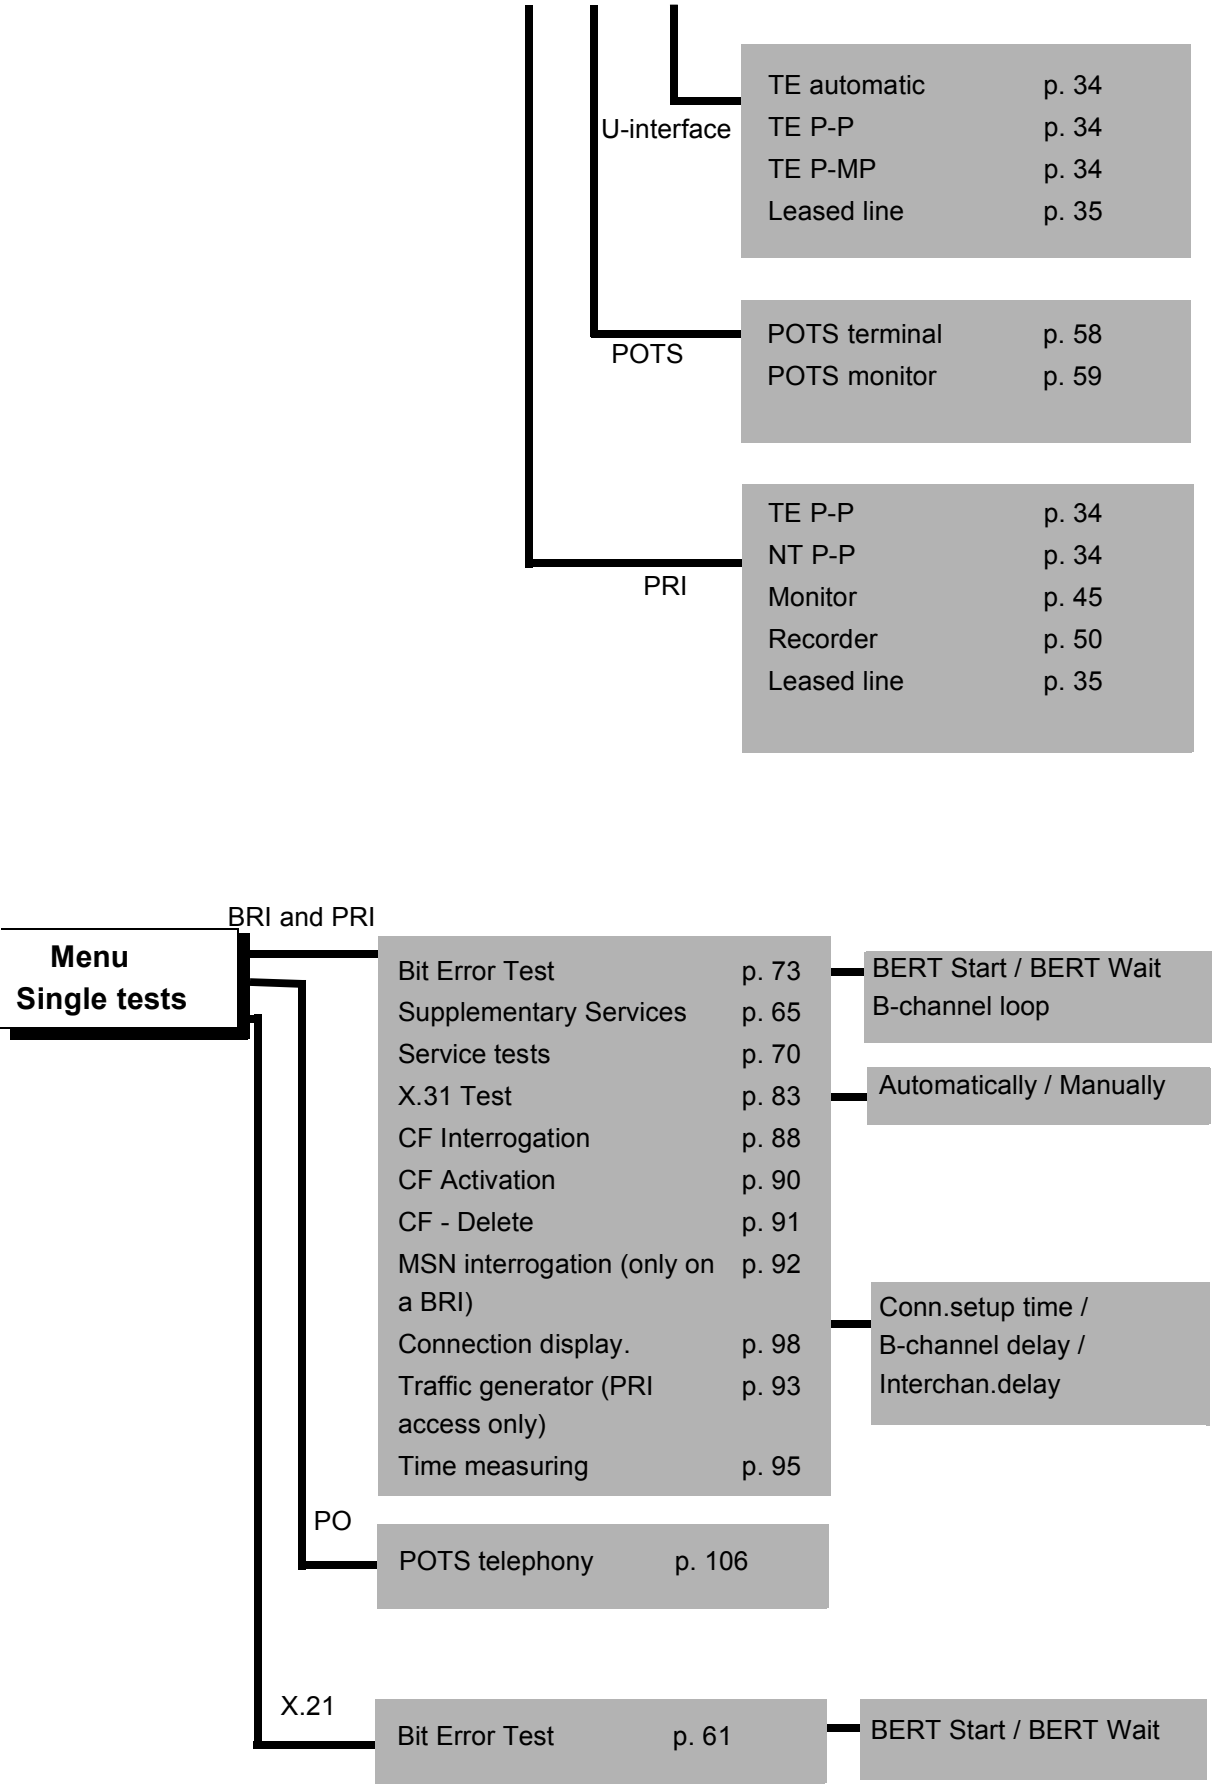 TE automatic p. 34
U-interface
TE P-P p. 34
TE P-MP p. 34
Leased line p. 35
POTS terminal p. 58
POTS
POTS monitor p. 59
TE P-P p. 34
NT P-P p. 34
PRI
Monitor p. 45
Recorder p. 50
Leased line p. 35
BRI and PRI
Menu
Single tests
Bit Error Test p. 73
Supplementary Services p. 65
Service tests p. 70
X.31 Test p. 83
CF Interrogation p. 88
CF Activation p. 90
CF - Delete p. 91
MSN interrogation (only on p. 92
a BRI)
Connection display. p. 98
Traffic generator (PRI p. 93
access only)
Time measuring p. 95
BERT Start / BERT Wait
B-channel loop
Automatically / Manually
Conn.setup time /
B-channel delay /
Interchan.delay
PO
POTS telephony p. 106
X.21
Bit Error Test p. 61
BERT Start / BERT Wait